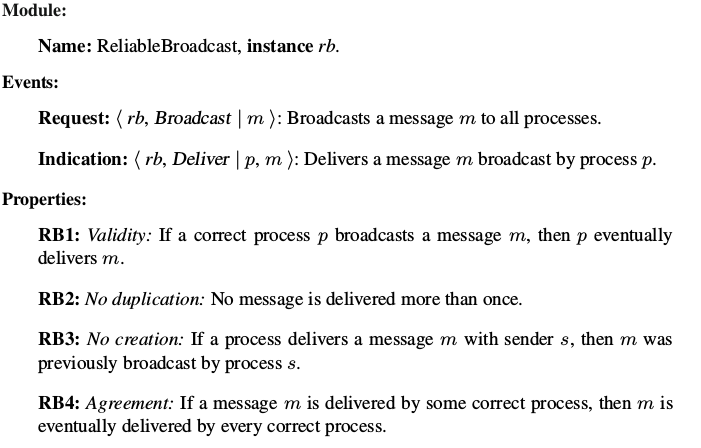 Module:
Name: ReliableBroadcast, instance rb.
Events:
Request: ⟨ rb, Broadcast | m ⟩: Broadcasts a message m to all processes.
Indication: ⟨ rb, Deliver | p, m ⟩: Delivers a message m broadcast by process p.
Properties:
RB1: Validity: If a correct process p broadcasts a message m, then p eventually
delivers m.
RB2: No duplication: No message is delivered more than once.
RB3: No creation: If a process delivers a message m with sender s, then m was
previously broadcast by process s.
RB4: Agreement: If a message m is delivered by some correct process, then m is
eventually delivered by every correct process.